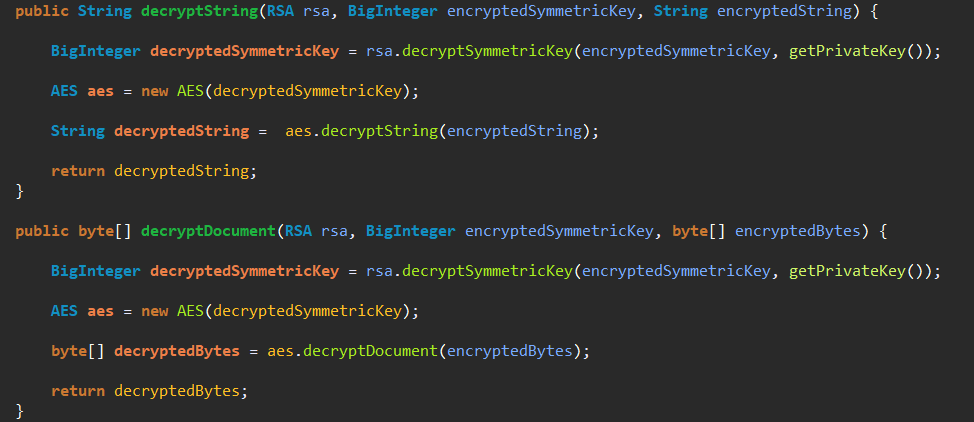 public String decryptString(RSA rsa, BigInteger encryptedSymmetricKey, String encryptedString) {
BigInteger decryptedSymmetricKey = rsa.decryptSymmetricKey(encryptedSymmetricKey, getPrivateKey());
AES aes = new AES(decryptedSymmetricKey);
String decryptedString =  aes.decryptString(encryptedString);
return decryptedString;
}
public byte[] decryptDocument(RSA rsa, BigInteger encryptedSymmetricKey, byte[] encryptedBytes) {
BigInteger decryptedSymmetricKey = rsa.decryptSymmetricKey(encryptedSymmetricKey, getPrivateKey());
AES aes = new AES(decryptedSymmetricKey);
byte[] decryptedBytes = aes.decryptDocument(encryptedBytes);
return decryptedBytes;
}